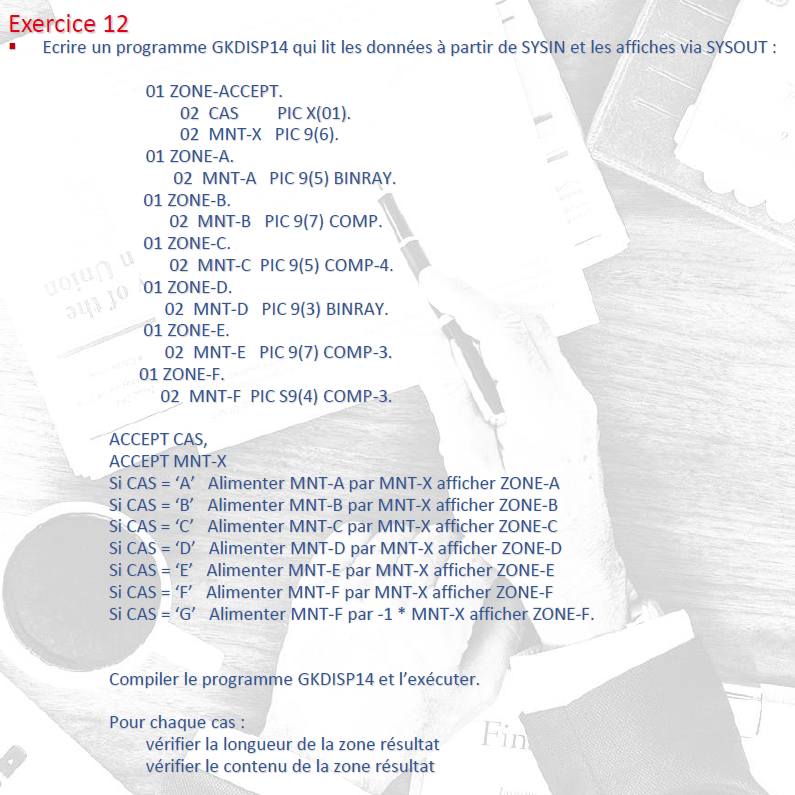 Exercice 12
▪ Ecrire un programme GKDISP14 qui lit les données à partir de SYSIN et les affiches via SYSOUT :
01 ZONE-ACCEPT.
02 CAS PIC X(01).
02 MNT-X PIC 9(6).
01 ZONE-A.
02 MNT-A PIC 9(5) BINRAY.
01 ZONE-B.
02 MNT-B PIC 9(7) COMP.
01 ZONE-C.
02 MNT-C PIC 9(5) COMP-4.
01 ZONE-D.
02 MNT-D PIC 9(3) BINRAY.
01 ZONE-E.
02 MNT-E PIC 9(7) COMP-3.
01 ZONE-F.
02 MNT-F PIC S9(4) COMP-3.
ACCEPT CAS,
ACCEPT MNT-X
Si CAS = ‘A’ Alimenter MNT-A par MNT-X afficher ZONE-A
Si CAS = ‘B’ Alimenter MNT-B par MNT-X afficher ZONE-B
Si CAS = ‘C’ Alimenter MNT-C par MNT-X afficher ZONE-C
Si CAS = ‘D’ Alimenter MNT-D par MNT-X afficher ZONE-D
Si CAS = ‘E’ Alimenter MNT-E par MNT-X afficher ZONE-E
Si CAS = ‘F’ Alimenter MNT-F par MNT-X afficher ZONE-F
Si CAS = ‘G’ Alimenter MNT-F par -1 * MNT-X afficher ZONE-F.
Compiler le programme GKDISP14 et l’exécuter.
Pour chaque cas :
vérifier la longueur de la zone résultat
vérifier le contenu de la zone résultat